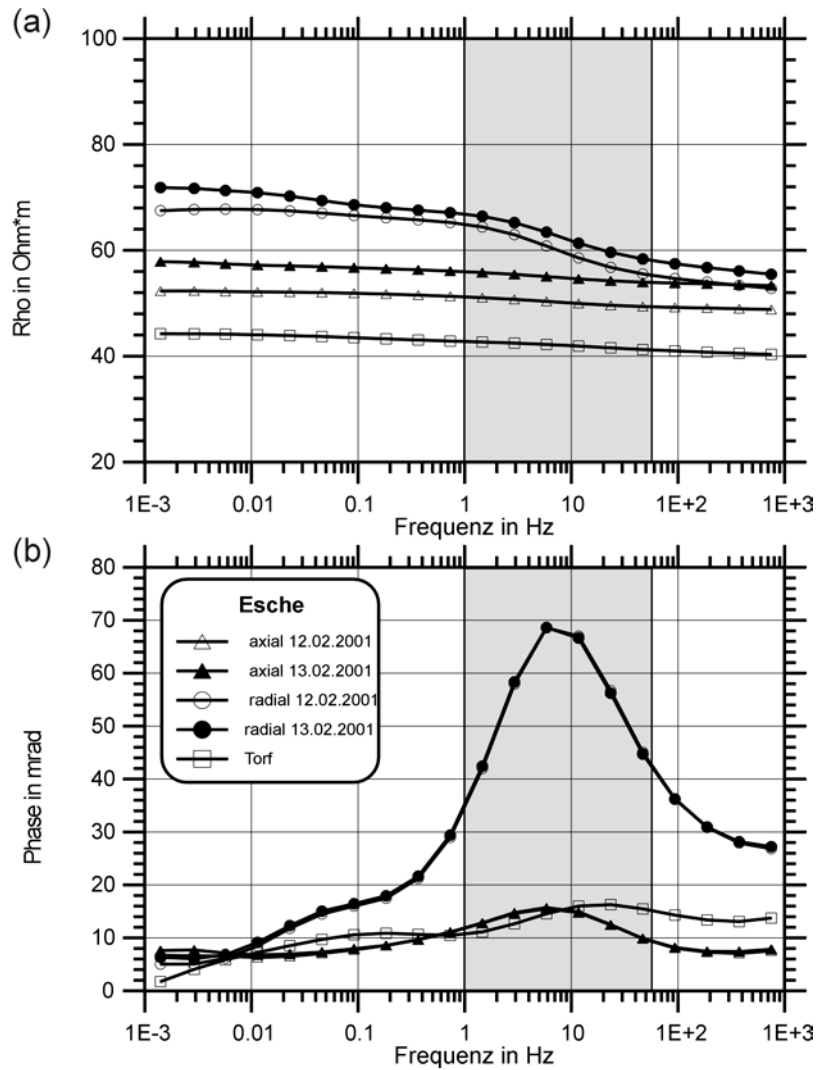 (a)
100
80
60
40
20
Rho in Ohm*m
1E-3
0.01
0.1
1
10
1E+2
1E+3
Frequenz in Hz
(b)
80
70
60
50
40
30
20
10
0
Phase in mrad
Esche
axial 12.02.2001
axial 13.02.2001
radial 12.02.2001
radial 13.02.2001
Torf
1E-3
0.01
0.1
1
10
1E+2
1E+3
Frequenz in Hz